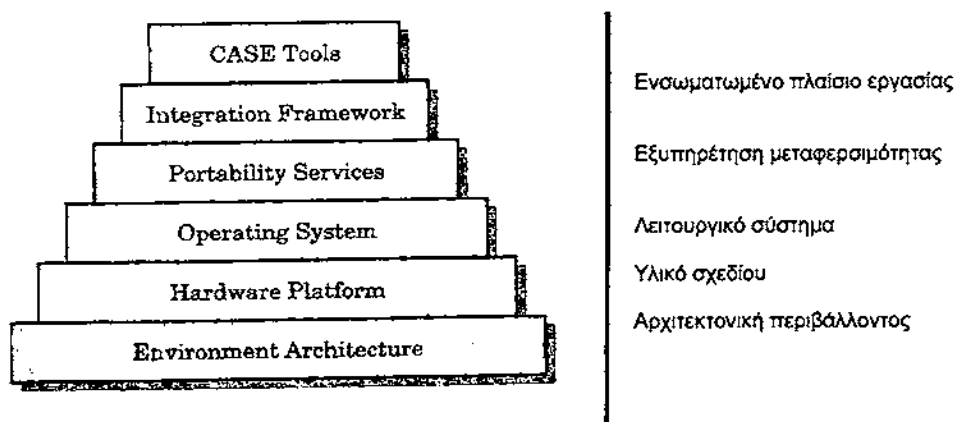 CASE Tools
Integration Framework
Portability Services
Operating System
Hardware Platform
Environment Architecture
Ενσωματωμένο πλαίσιο εργασίας
Εξυπηρέτηση μεταφερσιμότητας
Λειτουργικό σύστημα
Υλικό σχεδίου
Αρχιτεκτονική περιβάλλοντος